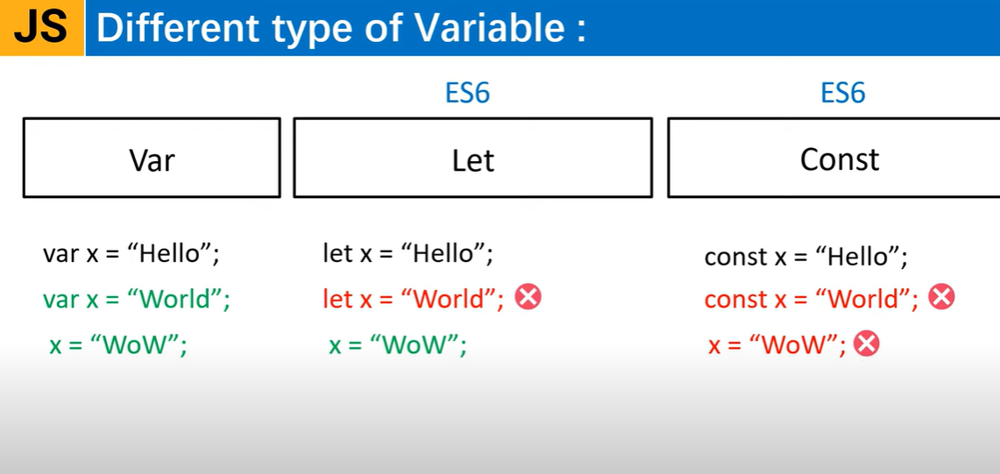 JS Different type of Variable :
ES6 ES6
Var Let Const
var x = “Hello”; let x = “Hello”; const x = “Hello”;
var x = “World”; let x = “World”; const x = “World”;
x = “WoW”; x = “WoW”; x = “WoW”;